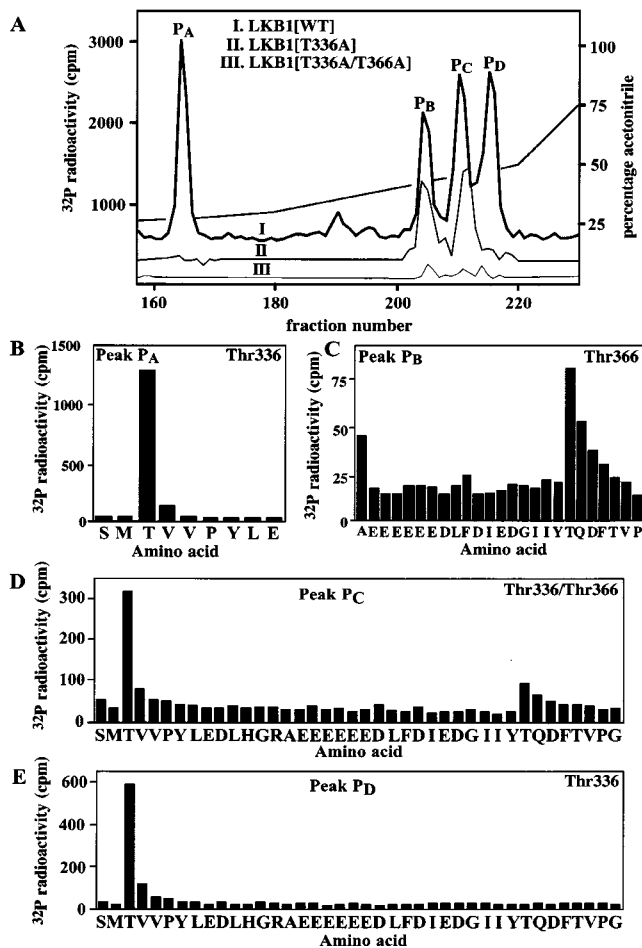 A
I. LKB1[WT]
II. LKB1[T336A]
III. LKB1[T336A/T366A]
PA
PB
PC
PD
32P radioactivity (cpm)
3000
2000
1000
percentage acetonitrile
100
75
50
25
I
II
III
160
180
200
220
fraction number
B
Peak PA
Thr336
32P radioactivity (cpm)
1500
1000
500
0
S M T V V P Y L E
Amino acid
C
Peak PB
Thr366
32P radioactivity (cpm)
75
50
25
0
AEEEEEEDLFDIEDGIIYTQDFTVP
Amino acid
D
Peak PC
Thr336/Thr366
32P radioactivity (cpm)
300
200
100
0
SMTVVPYLEDLHGRAEEEEEEDLFDIEDGIIYTQDFTVPG
Amino acid
E
Peak PD
Thr336
32P radioactivity (cpm)
600
400
200
0
SMTVVPYLEDLHGRAEEEEEEDLFDIEDGIIYTQDFTVPG
Amino acid